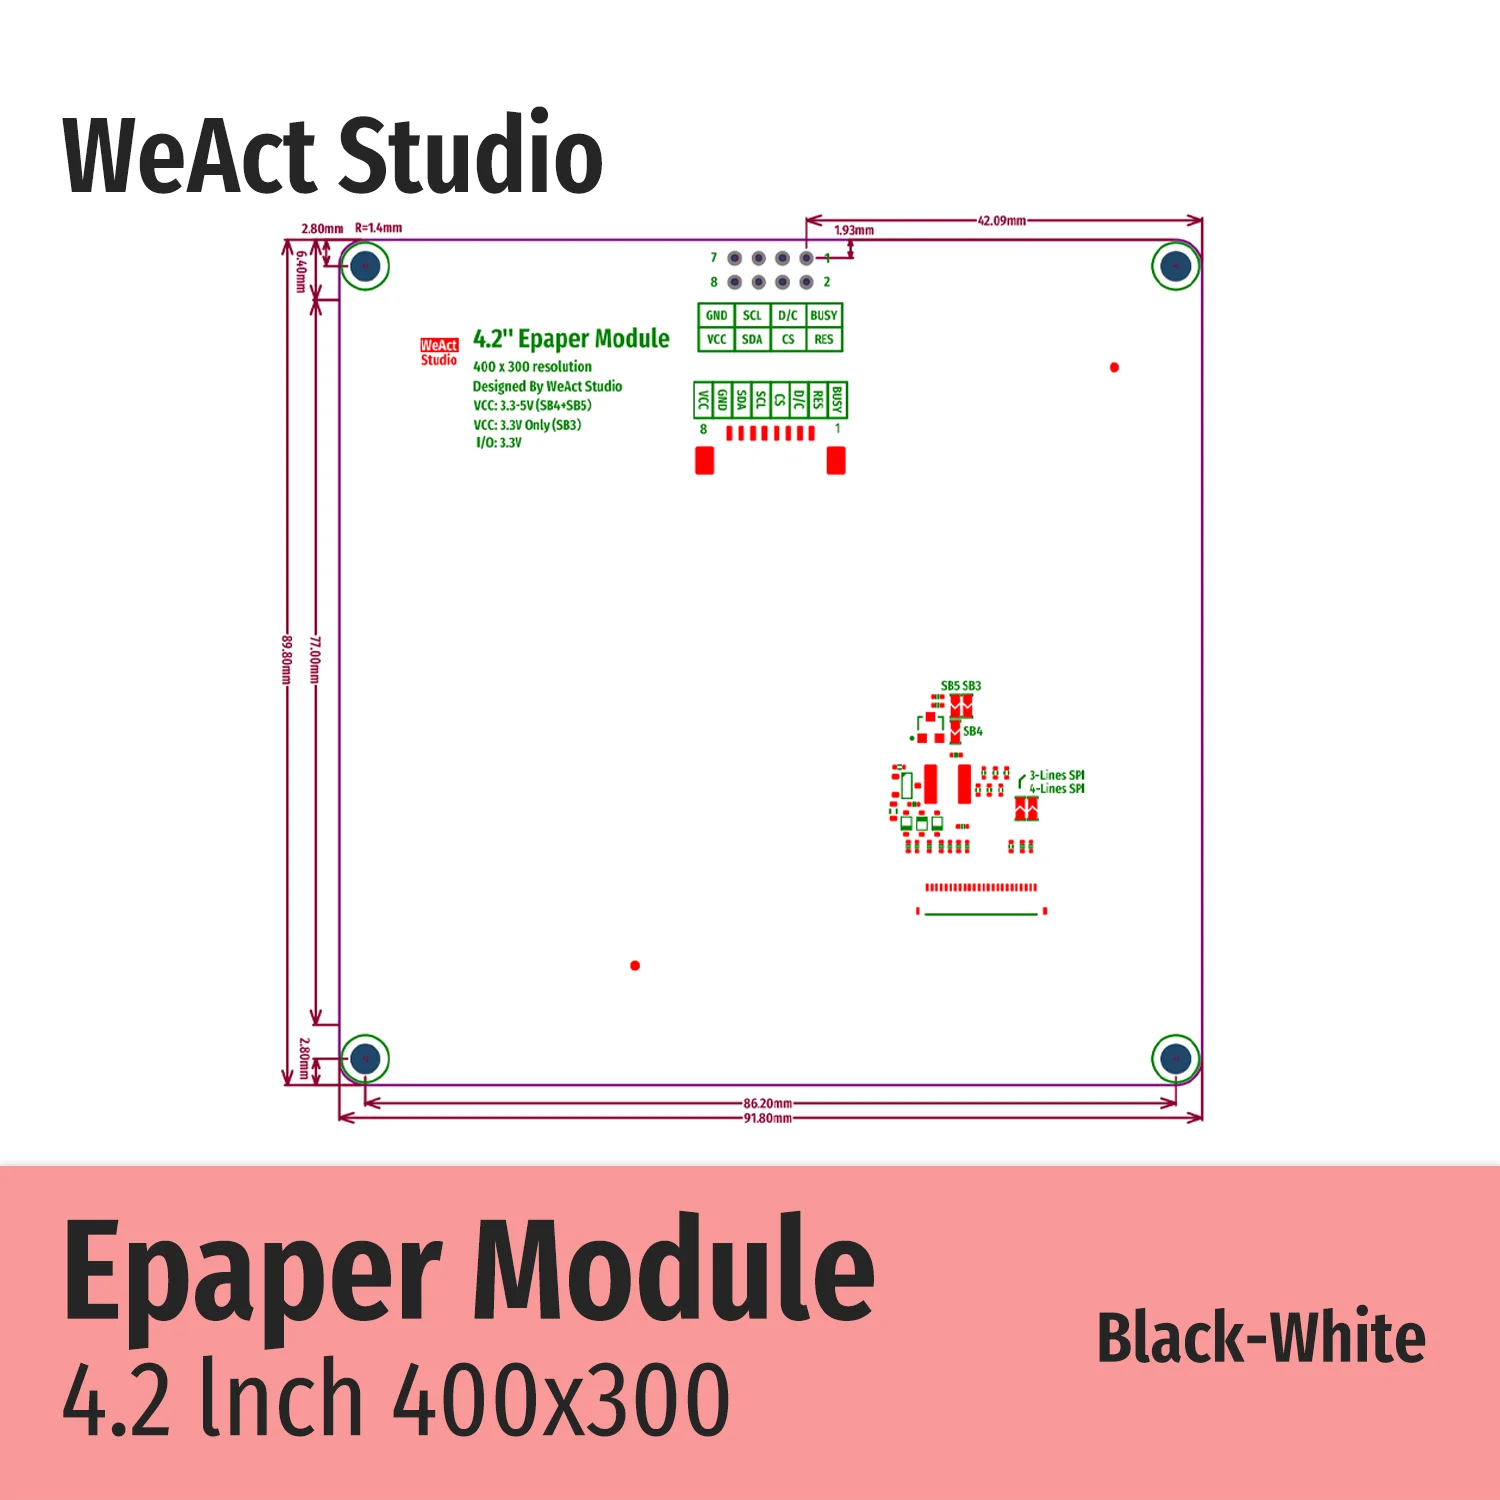 WeAct Studio
42.09mm
2.80mm R=1.4mm
1.93mm
6.40mm
7 1
8 2
GND SCL D/C BUSY
VCC SDA CS RES
WeAct
Studio
4.2" Epaper Module
400 x 300 resolution
Designed By WeAct Studio
VCC: 3.3-5V (SB4+SB5)
VCC: 3.3V Only (SB3)
I/O: 3.3V
VCC GND SDA SCL CS D/C RES BUSY
8 1
89.80mm
77.00mm
SB5 SB3
SB4
3-Lines SPI
4-Lines SPI
2.80mm
86.20mm
91.80mm
Epaper Module
4.2 lnch 400x300
Black-White